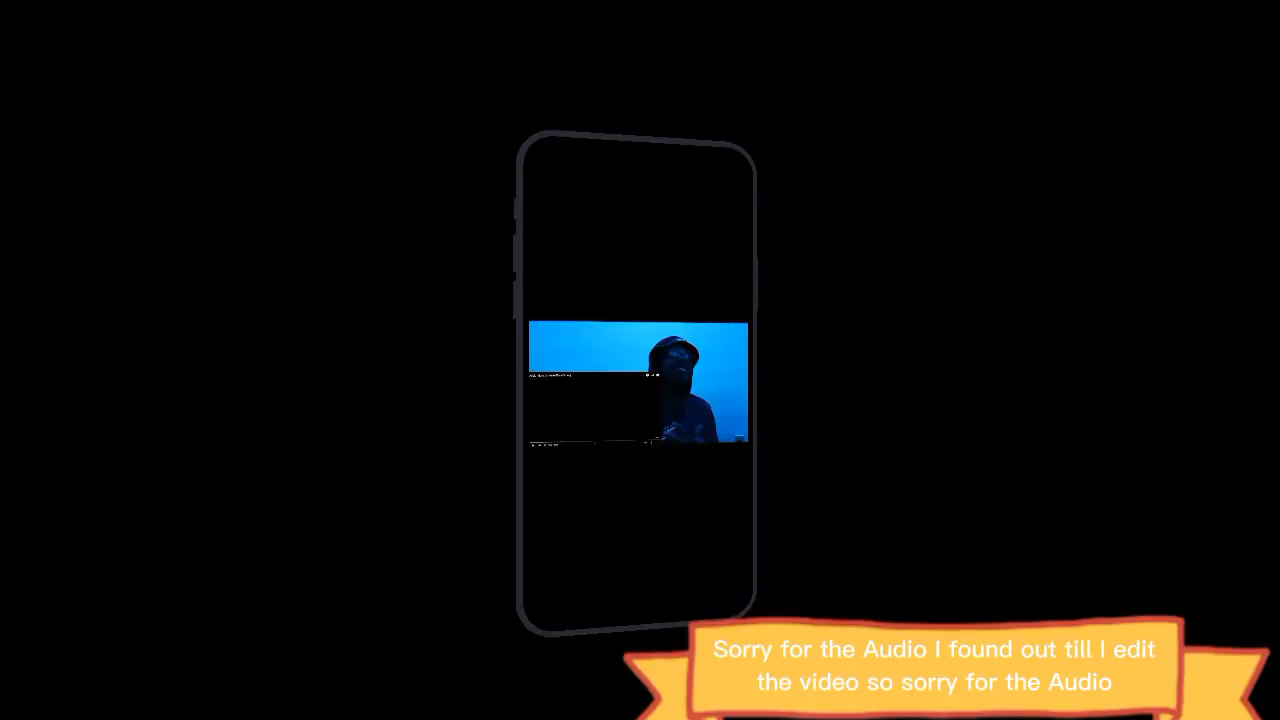 Sorry for the Audio I found out till I edit
the video so sorry for the Audio